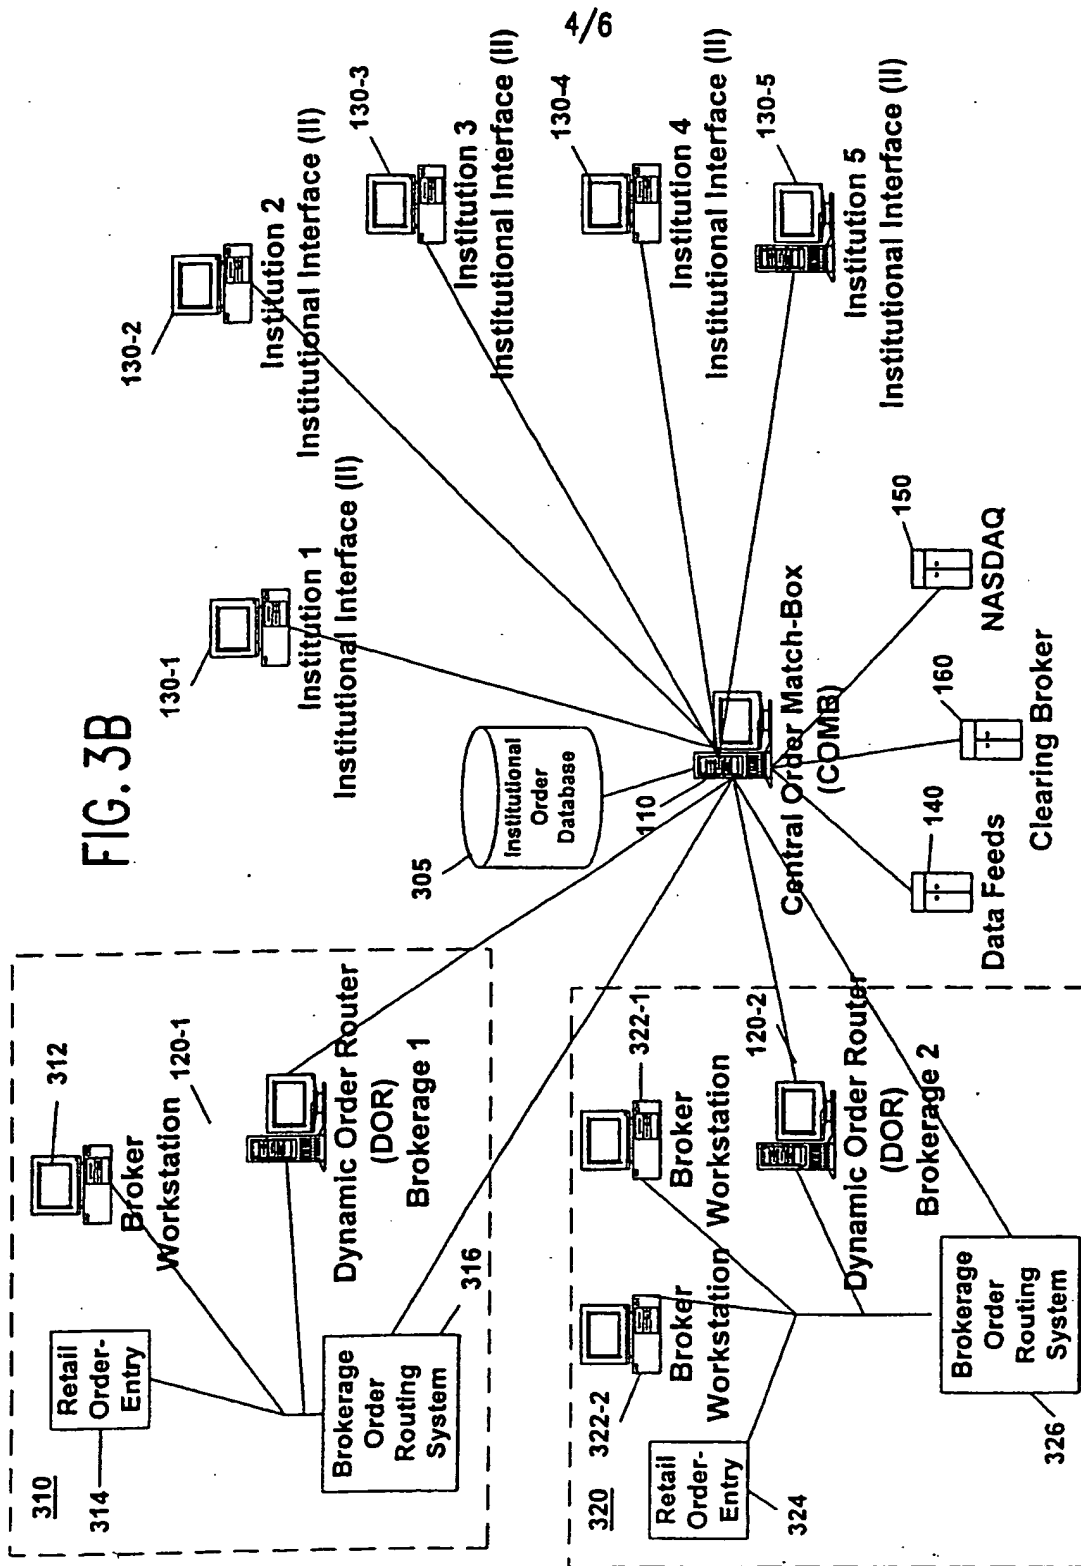 4/6
FIG. 3B
310
312
Broker
Workstation
314
Retail
Order-
Entry
120-1
Dynamic Order Router
(DOR)
Brokerage 1
316
Brokerage
Order
Routing
System
320
322-1
Broker
Workstation
322-2
Broker
Workstation
324
Retail
Order-
Entry
120-2
Dynamic Order Router
(DOR)
Brokerage 2
326
Brokerage
Order
Routing
System
305
Institutional
Order
Database
110
Central Order Match-Box
(COMB)
140
Data Feeds
160
Clearing Broker
150
NASDAQ
130-1
Institution 1
Institutional Interface (II)
130-2
Institution 2
Institutional Interface (II)
130-3
Institution 3
Institutional Interface (II)
130-4
Institution 4
Institutional Interface (II)
130-5
Institution 5
Institutional Interface (II)